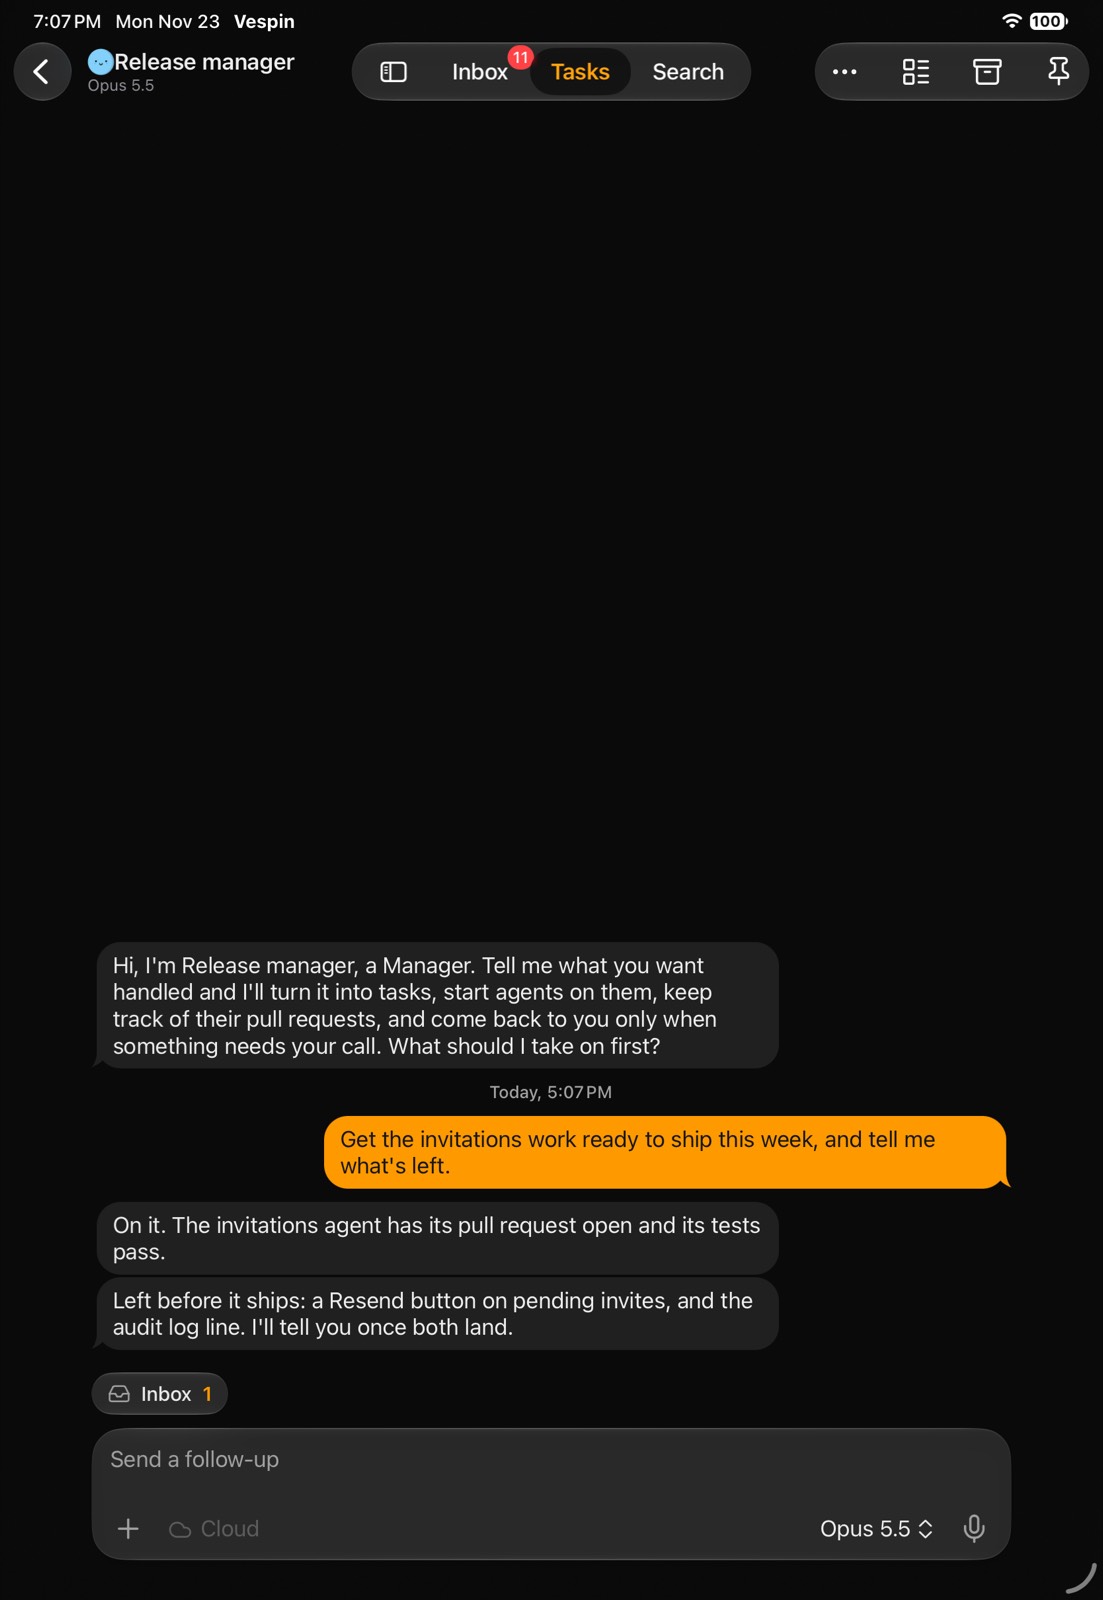 7:07 PM Mon Nov 23 Vespin
100
Release manager
Opus 5.5
Inbox
11
Tasks
Search
Hi, I'm Release manager, a Manager. Tell me what you want
handled and I'll turn it into tasks, start agents on them, keep
track of their pull requests, and come back to you only when
something needs your call. What should I take on first?
Today, 5:07 PM
Get the invitations work ready to ship this week, and tell me
what's left.
On it. The invitations agent has its pull request open and its tests
pass.
Left before it ships: a Resend button on pending invites, and the
audit log line. I'll tell you once both land.
Inbox 1
Send a follow-up
Cloud
Opus 5.5